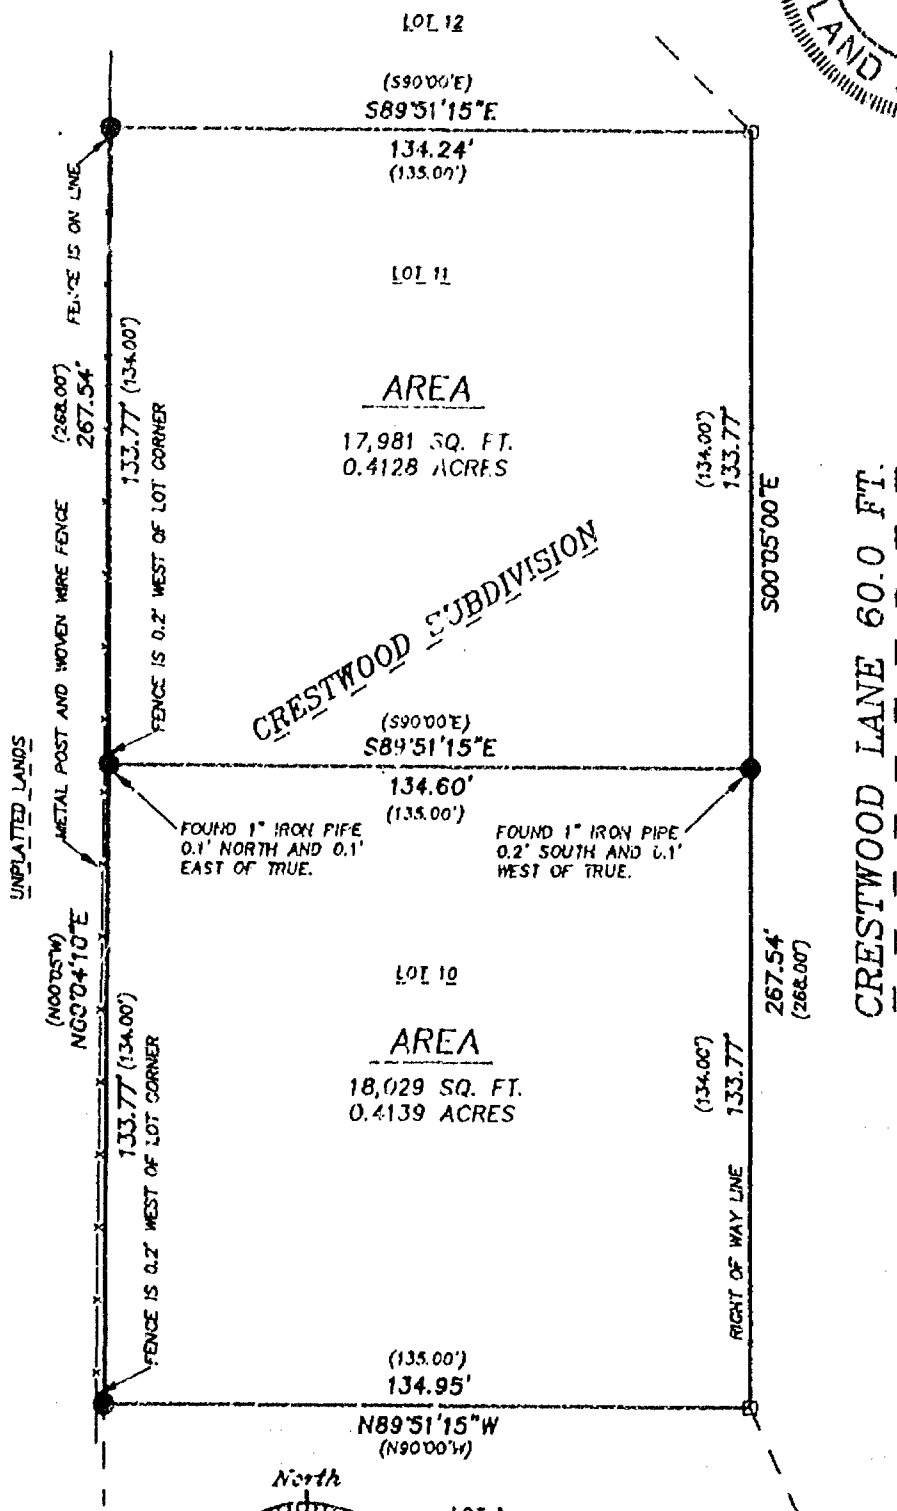 LOT 12
LAND
(S90°00'E)
S89°51'15"E
134.24'
(135.00')
FENCE IS ON LINE
LOT 11
(268.00')
267.54'
133.77' (134.00')
AREA
17,981 SQ. FT.
0.4128 ACRES
(134.00')
133.77'
S00°05'00"E
CRESTWOOD LANE 60.0 FT.
FENCE IS 0.2' WEST OF LOT CORNER
METAL POST AND WOVEN WIRE FENCE
UNPLATTED LANDS
CRESTWOOD SUBDIVISION
(S90°00'E)
S89°51'15"E
134.60'
(135.00')
FOUND 1" IRON PIPE
0.1' NORTH AND 0.1'
EAST OF TRUE.
FOUND 1" IRON PIPE
0.2' SOUTH AND 0.1'
WEST OF TRUE.
(N00°05'W)
N00°04'10"E
267.54'
(268.00')
LOT 10
AREA
18,029 SQ. FT.
0.4139 ACRES
133.77' (134.00')
FENCE IS 0.2' WEST OF LOT CORNER
(134.00')
133.77'
RIGHT OF WAY LINE
(135.00')
134.95'
N89°51'15"W
(N90°00'W)
North